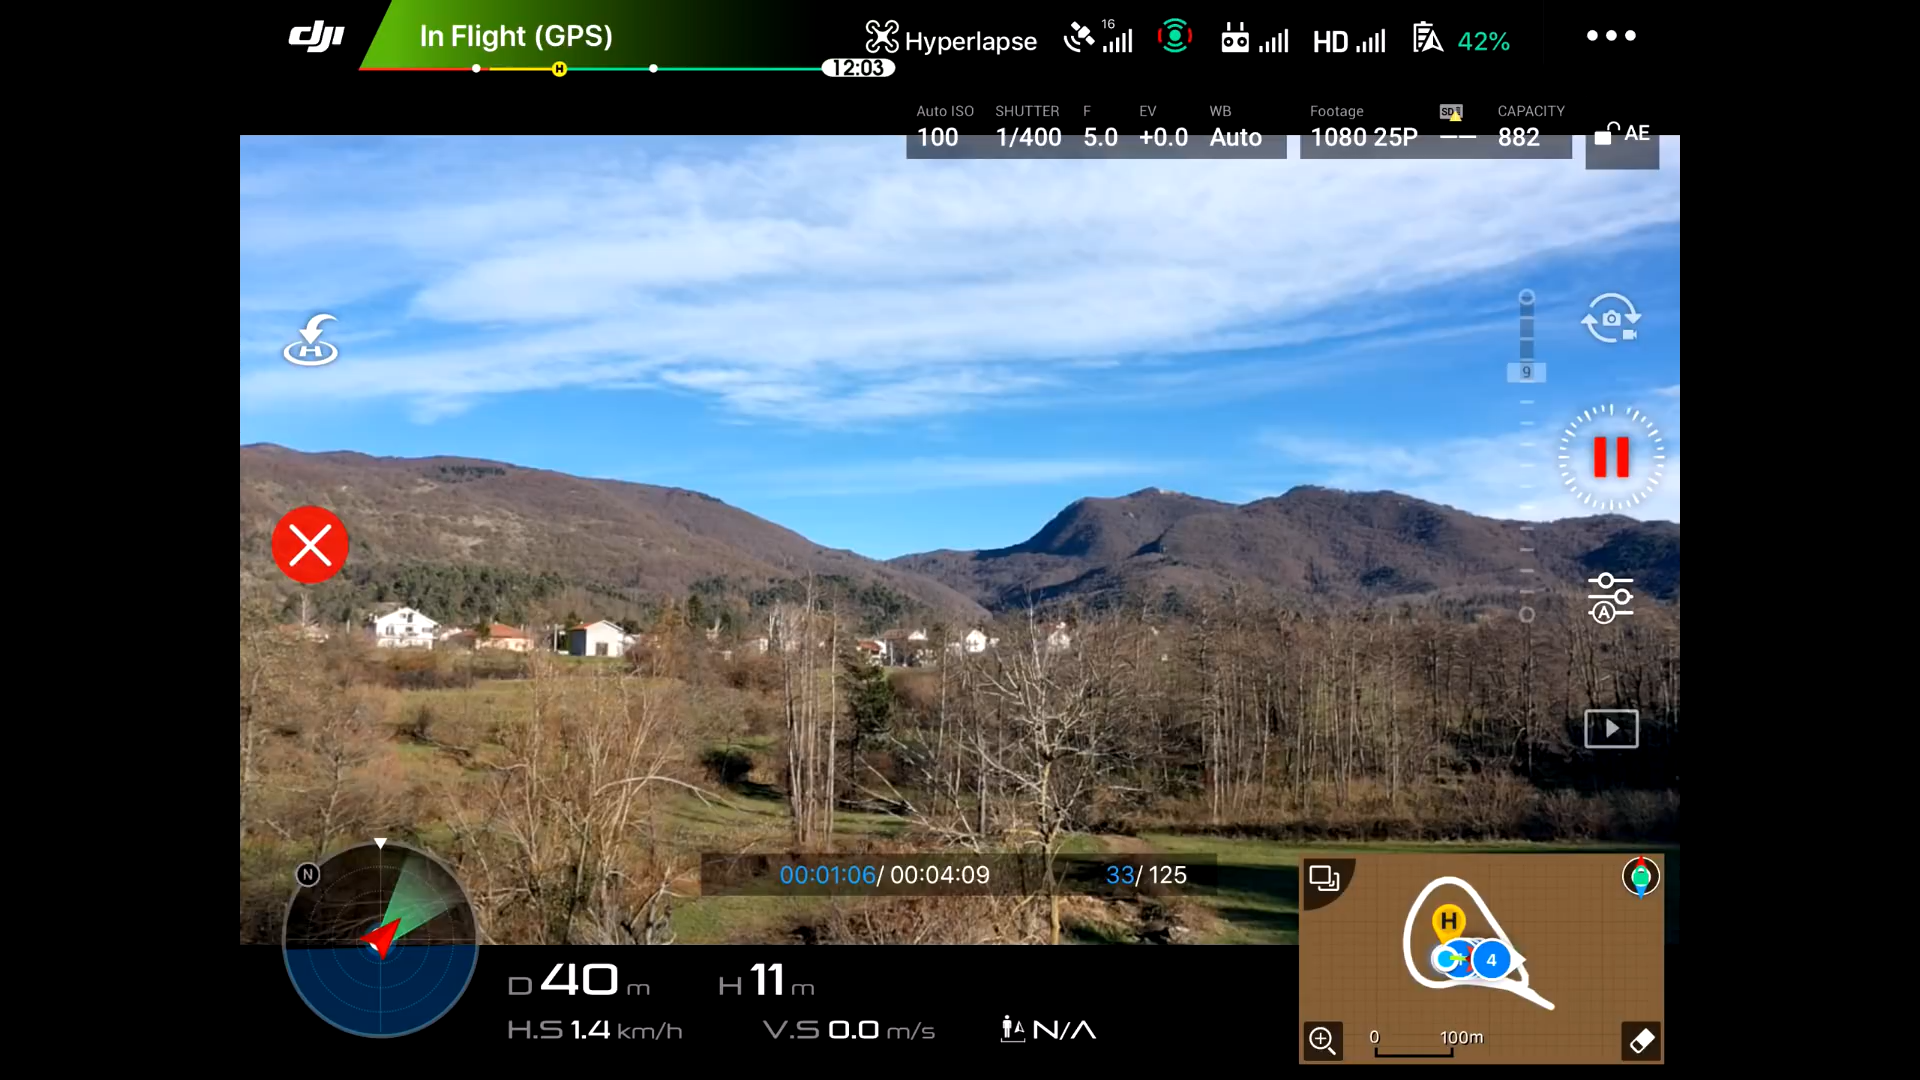 dji In Flight (GPS) Hyperlapse 16 HD 42%
H 12:03
Auto ISO SHUTTER F EV WB Footage SD CAPACITY
100 1/400 5.0 +0.0 Auto 1080 25P —— 882 AE
H
9
A
N 00:01:06/ 00:04:09 33/ 125
H
4
D 40 m H 11 m
H.S 1.4 km/h V.S 0.0 m/s N/A
0 100m